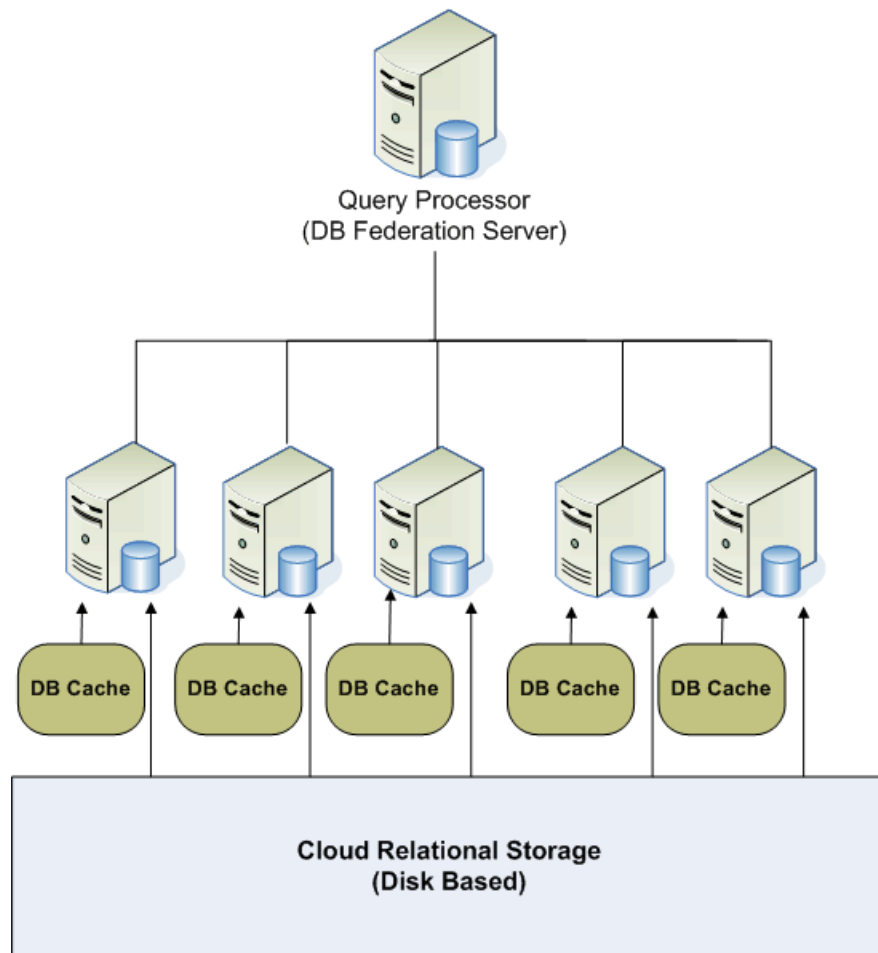 Query Processor
(DB Federation Server)
DB Cache
DB Cache
DB Cache
DB Cache
DB Cache
Cloud Relational Storage
(Disk Based)